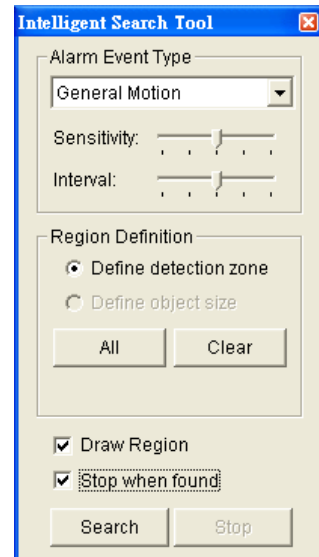 Intelligent Search Tool
Alarm Event Type
General Motion
Sensitivity:
Interval:
Region Definition
Define detection zone
Define object size
All Clear
Draw Region
Stop when found
Search Stop